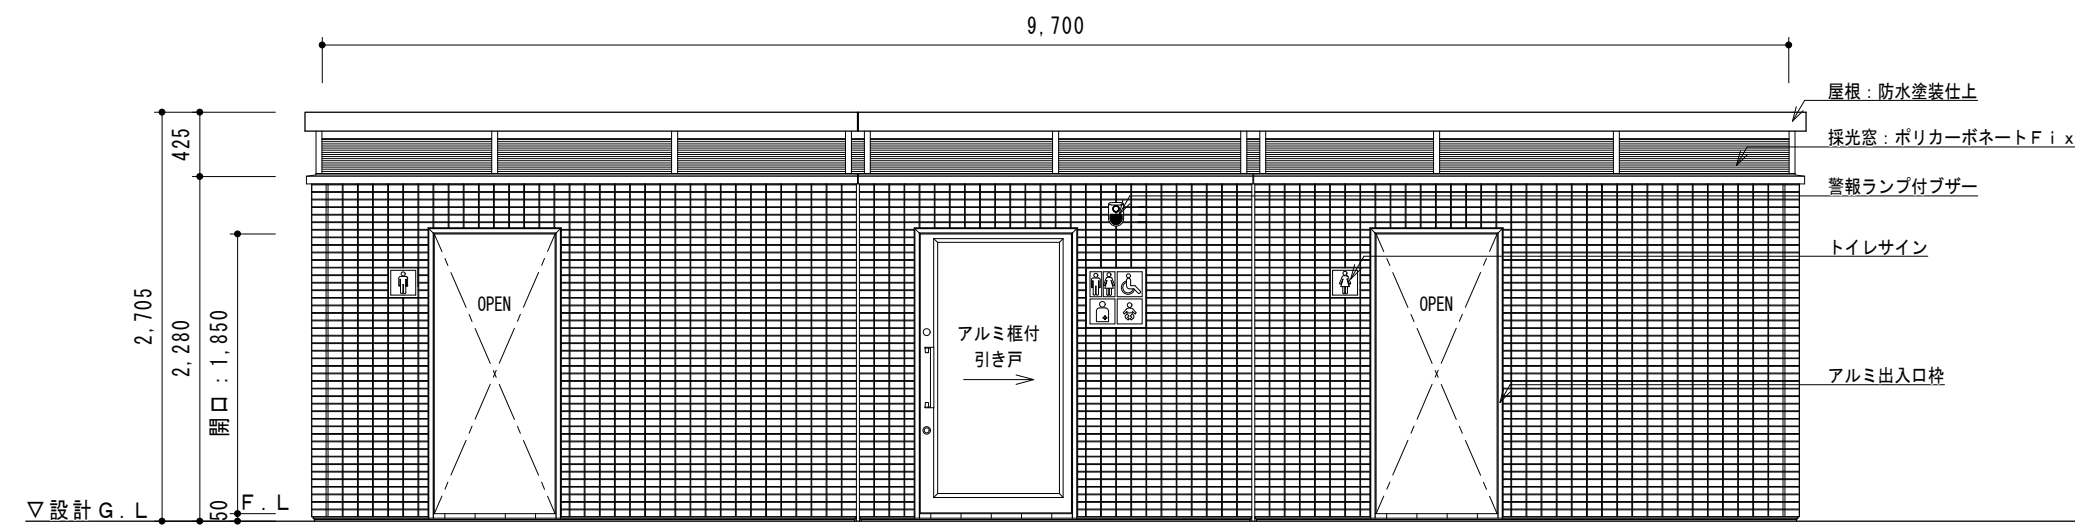 9,700
屋根：防水塗装仕上
採光窓：ポリカーボネートFix
警報ランプ付ブザー
トイレサイン
アルミ出入口枠
425
2,705
2,280
開口：1,850
50
F.L
▽設計G.L
OPEN
アルミ框付
引き戸
OPEN